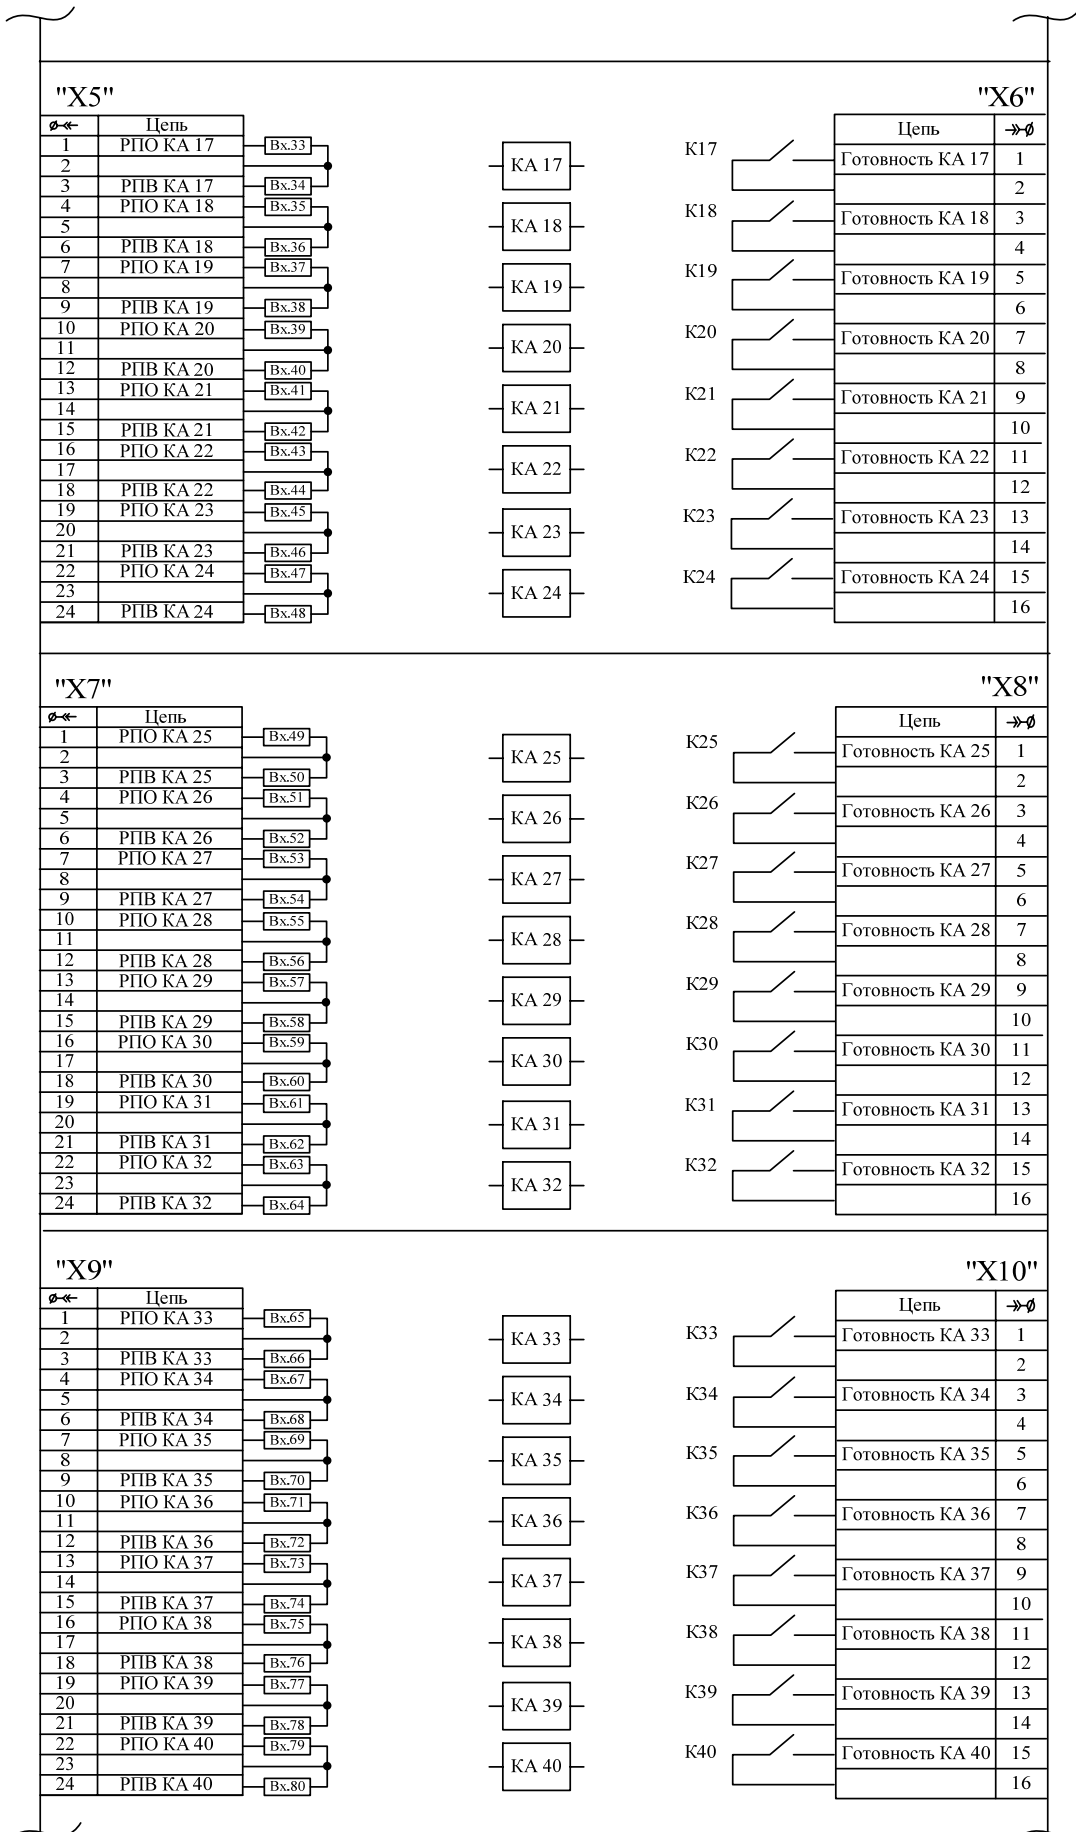 "X5"
Цепь
1 РПО КА 17 Вх.33
2
3 РПВ КА 17 Вх.34
4 РПО КА 18 Вх.35
5
6 РПВ КА 18 Вх.36
7 РПО КА 19 Вх.37
8
9 РПВ КА 19 Вх.38
10 РПО КА 20 Вх.39
11
12 РПВ КА 20 Вх.40
13 РПО КА 21 Вх.41
14
15 РПВ КА 21 Вх.42
16 РПО КА 22 Вх.43
17
18 РПВ КА 22 Вх.44
19 РПО КА 23 Вх.45
20
21 РПВ КА 23 Вх.46
22 РПО КА 24 Вх.47
23
24 РПВ КА 24 Вх.48
КА 17
КА 18
КА 19
КА 20
КА 21
КА 22
КА 23
КА 24
"X6"
Цепь
К17 Готовность КА 17 1
2
К18 Готовность КА 18 3
4
К19 Готовность КА 19 5
6
К20 Готовность КА 20 7
8
К21 Готовность КА 21 9
10
К22 Готовность КА 22 11
12
К23 Готовность КА 23 13
14
К24 Готовность КА 24 15
16
"X7"
Цепь
1 РПО КА 25 Вх.49
2
3 РПВ КА 25 Вх.50
4 РПО КА 26 Вх.51
5
6 РПВ КА 26 Вх.52
7 РПО КА 27 Вх.53
8
9 РПВ КА 27 Вх.54
10 РПО КА 28 Вх.55
11
12 РПВ КА 28 Вх.56
13 РПО КА 29 Вх.57
14
15 РПВ КА 29 Вх.58
16 РПО КА 30 Вх.59
17
18 РПВ КА 30 Вх.60
19 РПО КА 31 Вх.61
20
21 РПВ КА 31 Вх.62
22 РПО КА 32 Вх.63
23
24 РПВ КА 32 Вх.64
КА 25
КА 26
КА 27
КА 28
КА 29
КА 30
КА 31
КА 32
"X8"
Цепь
К25 Готовность КА 25 1
2
К26 Готовность КА 26 3
4
К27 Готовность КА 27 5
6
К28 Готовность КА 28 7
8
К29 Готовность КА 29 9
10
К30 Готовность КА 30 11
12
К31 Готовность КА 31 13
14
К32 Готовность КА 32 15
16
"X9"
Цепь
1 РПО КА 33 Вх.65
2
3 РПВ КА 33 Вх.66
4 РПО КА 34 Вх.67
5
6 РПВ КА 34 Вх.68
7 РПО КА 35 Вх.69
8
9 РПВ КА 35 Вх.70
10 РПО КА 36 Вх.71
11
12 РПВ КА 36 Вх.72
13 РПО КА 37 Вх.73
14
15 РПВ КА 37 Вх.74
16 РПО КА 38 Вх.75
17
18 РПВ КА 38 Вх.76
19 РПО КА 39 Вх.77
20
21 РПВ КА 39 Вх.78
22 РПО КА 40 Вх.79
23
24 РПВ КА 40 Вх.80
КА 33
КА 34
КА 35
КА 36
КА 37
КА 38
КА 39
КА 40
"X10"
Цепь
К33 Готовность КА 33 1
2
К34 Готовность КА 34 3
4
К35 Готовность КА 35 5
6
К36 Готовность КА 36 7
8
К37 Готовность КА 37 9
10
К38 Готовность КА 38 11
12
К39 Готовность КА 39 13
14
К40 Готовность КА 40 15
16